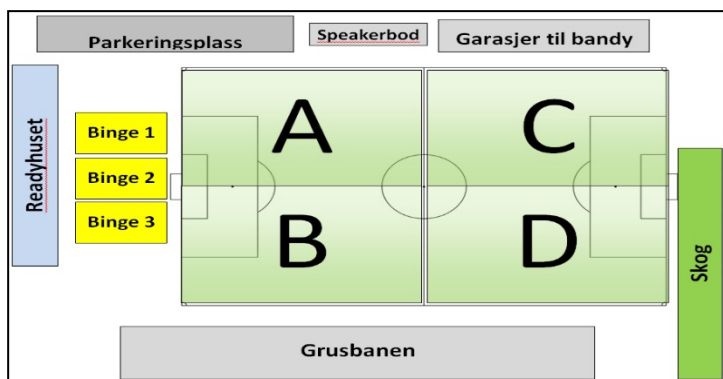 Parkeringsplass
Speakerbod
Garasjer til bandy
Readyhuset
Binge 1
Binge 2
Binge 3
A
C
B
D
Skog
Grusbanen